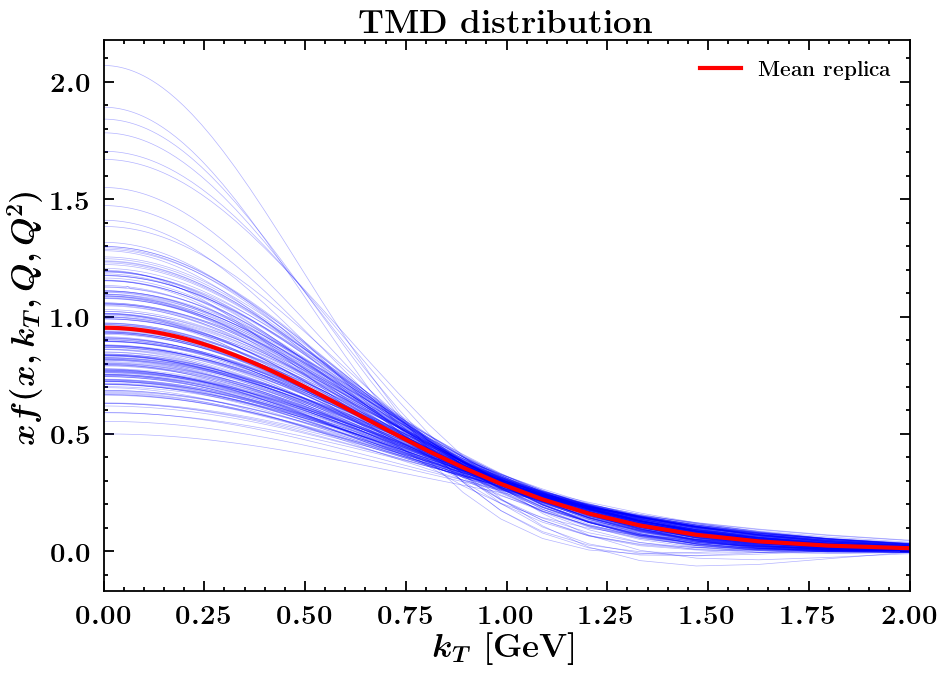 TMD distribution
Mean replica
xf(x, k_T, Q, Q^2)
2.0
1.5
1.0
0.5
0.0
0.00 0.25 0.50 0.75 1.00 1.25 1.50 1.75 2.00
k_T [GeV]